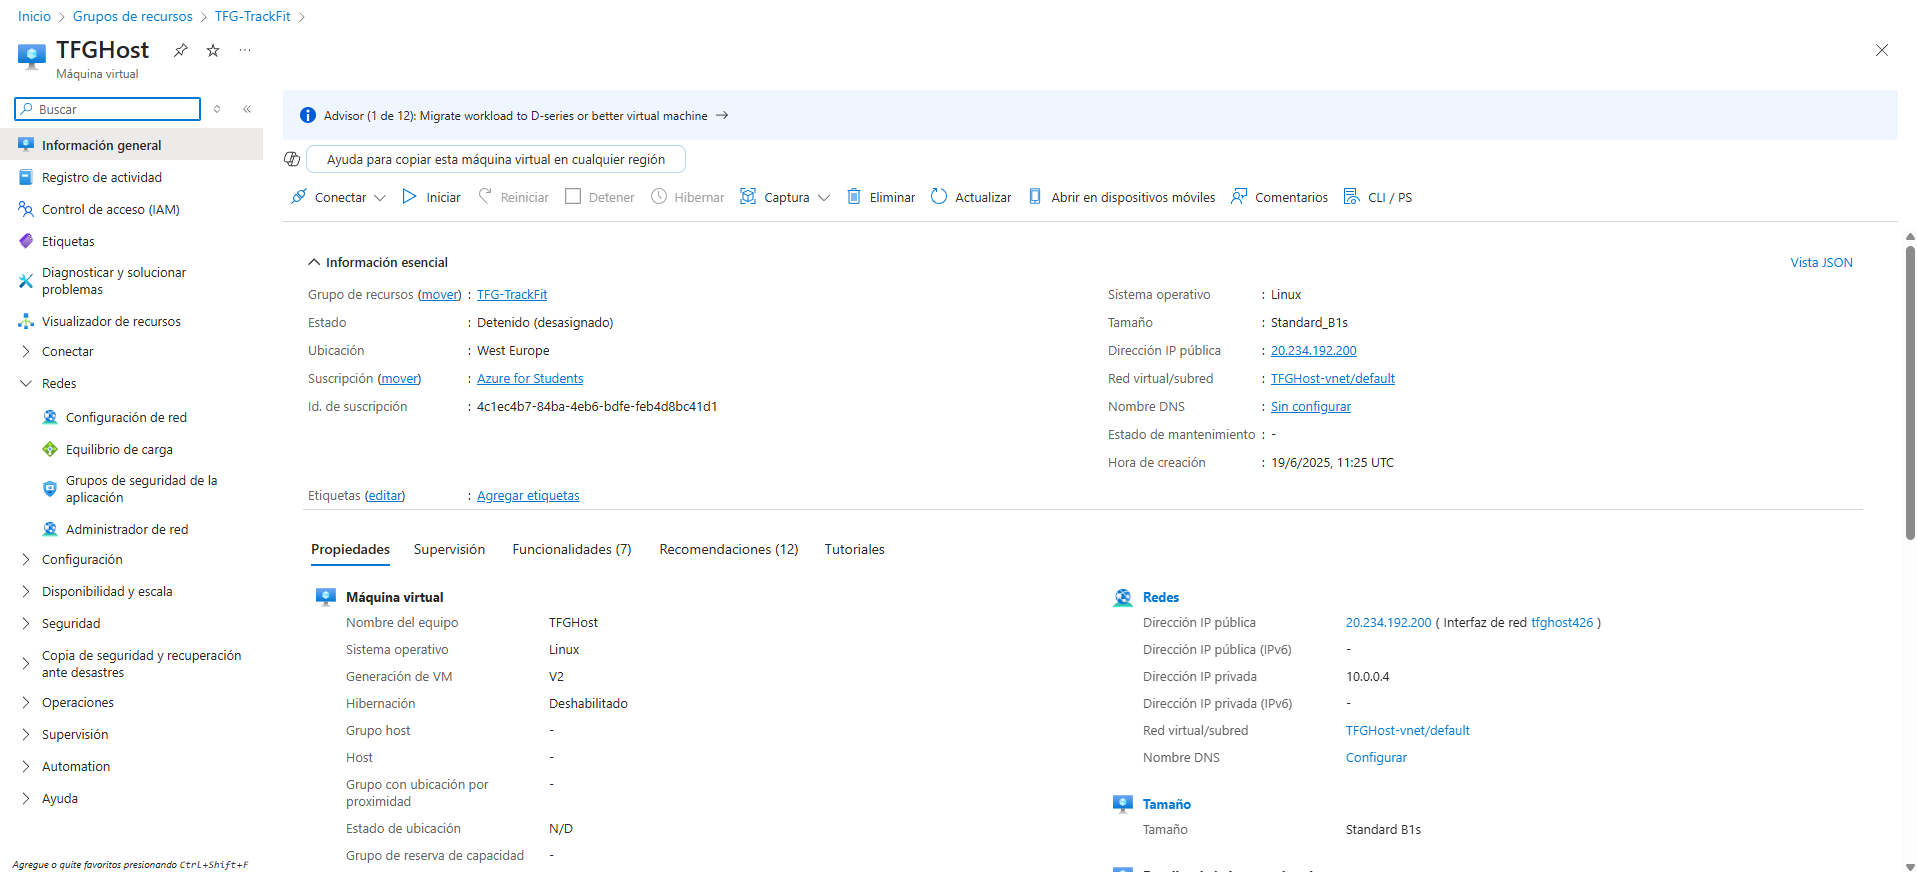 Inicio > Grupos de recursos > TFG-TrackFit >
TFGHost
Máquina virtual
Buscar
Información general
Registro de actividad
Control de acceso (IAM)
Etiquetas
Diagnosticar y solucionar
problemas
Visualizador de recursos
Conectar
Redes
Configuración de red
Equilibrio de carga
Grupos de seguridad de la
aplicación
Administrador de red
Configuración
Disponibilidad y escala
Seguridad
Copia de seguridad y recuperación
ante desastres
Operaciones
Supervisión
Automation
Ayuda
Agregue o quite favoritos presionando Ctrl+Shift+F
Advisor (1 de 12): Migrate workload to D-series or better virtual machine →
Ayuda para copiar esta máquina virtual en cualquier región
Conectar Iniciar Reiniciar Detener Hibernar Captura Eliminar Actualizar Abrir en dispositivos móviles Comentarios CLI / PS
Información esencial
Vista JSON
Grupo de recursos (mover) : TFG-TrackFit
Estado : Detenido (desasignado)
Ubicación : West Europe
Suscripción (mover) : Azure for Students
Id. de suscripción : 4c1ec4b7-84ba-4eb6-bdfe-feb4d8bc41d1
Sistema operativo : Linux
Tamaño : Standard_B1s
Dirección IP pública : 20.234.192.200
Red virtual/subred : TFGHost-vnet/default
Nombre DNS : Sin configurar
Estado de mantenimiento : -
Hora de creación : 19/6/2025, 11:25 UTC
Etiquetas (editar) : Agregar etiquetas
Propiedades Supervisión Funcionalidades (7) Recomendaciones (12) Tutoriales
Máquina virtual
Nombre del equipo TFGHost
Sistema operativo Linux
Generación de VM V2
Hibernación Deshabilitado
Grupo host -
Host -
Grupo con ubicación por -
proximidad
Estado de ubicación N/D
Grupo de reserva de capacidad -
Redes
Dirección IP pública 20.234.192.200 ( Interfaz de red tfghost426 )
Dirección IP pública (IPv6) -
Dirección IP privada 10.0.0.4
Dirección IP privada (IPv6) -
Red virtual/subred TFGHost-vnet/default
Nombre DNS Configurar
Tamaño
Tamaño Standard B1s